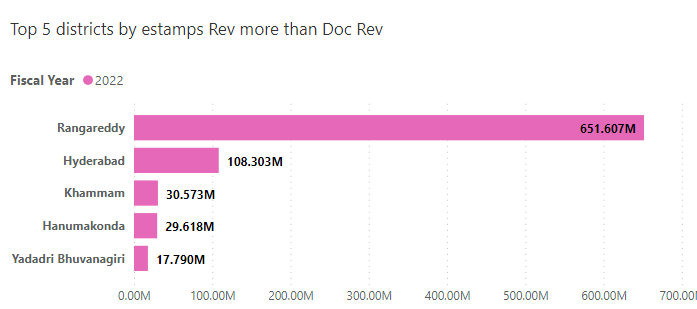 Top 5 districts by estamps Rev more than Doc Rev
Fiscal Year 2022
Rangareddy 651.607M
Hyderabad 108.303M
Khammam 30.573M
Hanumakonda 29.618M
Yadadri Bhuvanagiri 17.790M
0.00M 100.00M 200.00M 300.00M 400.00M 500.00M 600.00M 700.00